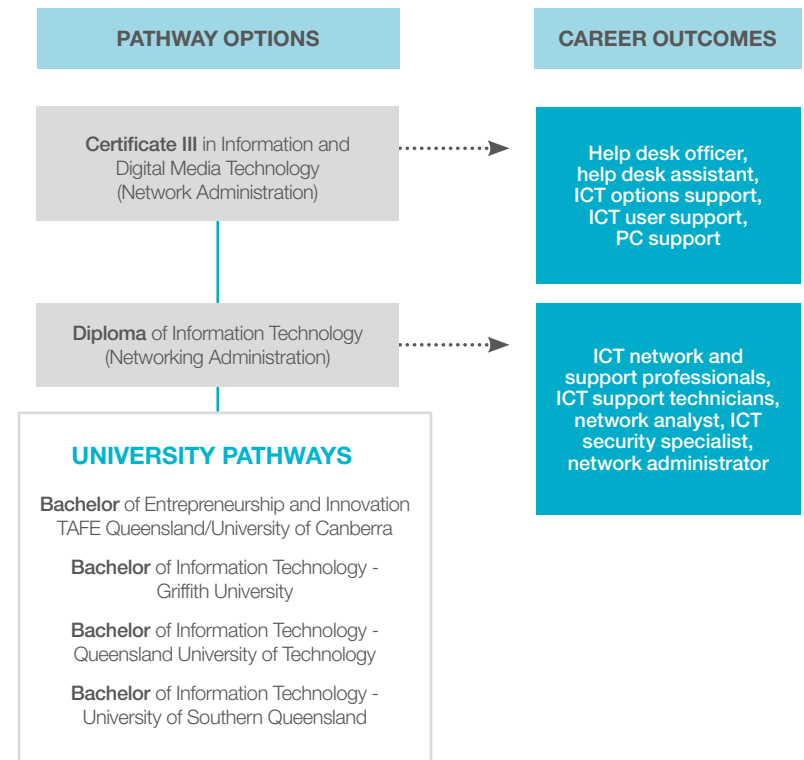 PATHWAY OPTIONS
CAREER OUTCOMES
Certificate III in Information and
Digital Media Technology
(Network Administration)
Help desk officer,
help desk assistant,
ICT options support,
ICT user support,
PC support
Diploma of Information Technology
(Networking Administration)
ICT network and
support professionals,
ICT support technicians,
network analyst, ICT
security specialist,
network administrator
UNIVERSITY PATHWAYS
Bachelor of Entrepreneurship and Innovation
TAFE Queensland/University of Canberra
Bachelor of Information Technology -
Griffith University
Bachelor of Information Technology -
Queensland University of Technology
Bachelor of Information Technology -
University of Southern Queensland